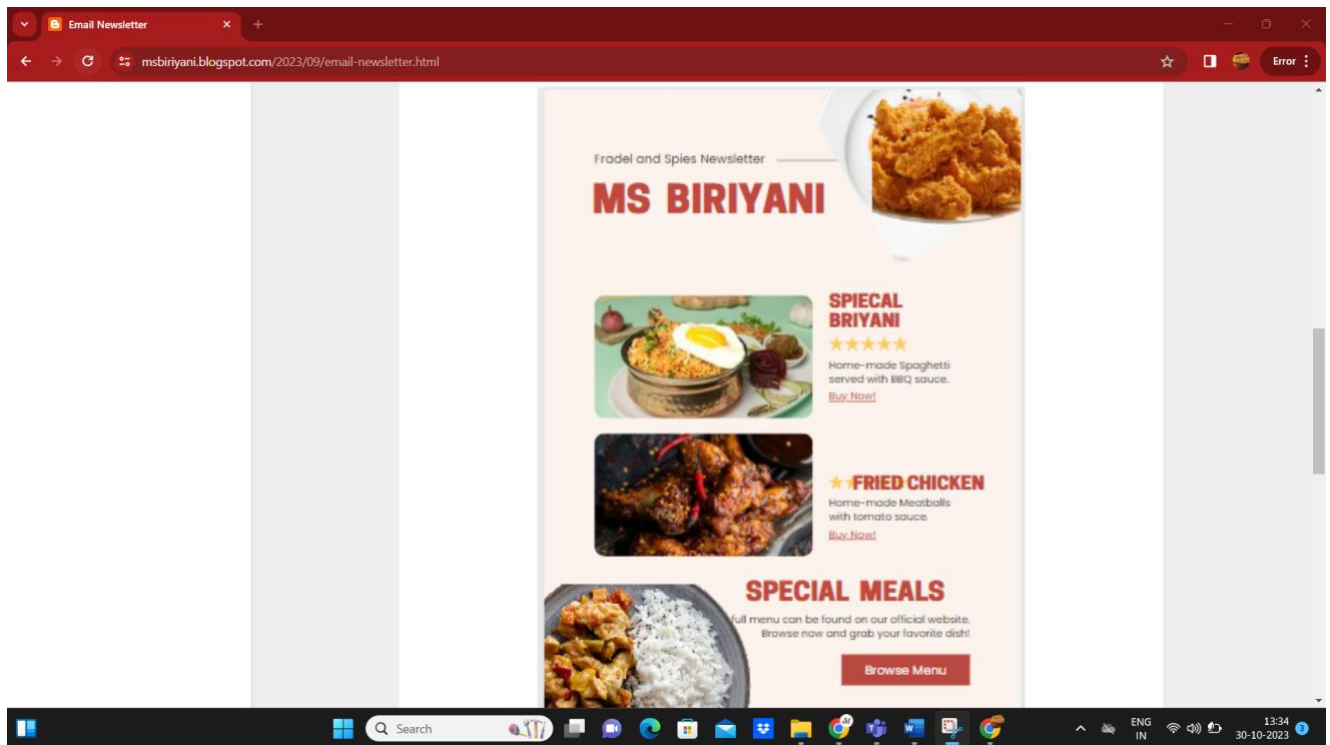 Email Newsletter
msbiriyani.blogspot.com/2023/09/email-newsletter.html
Error
Fradel and Spies Newsletter
MS BIRIYANI
SPIECAL
BRIYANI
Home-made Spaghetti
served with BBQ sauce.
Buy Now!
FRIED CHICKEN
Home-made Meatballs
with tomato sauce.
Buy Now!
SPECIAL MEALS
full menu can be found on our official website.
Browse now and grab your favorite dish!
Browse Menu
Search
ENG
IN
13:34
30-10-2023
3